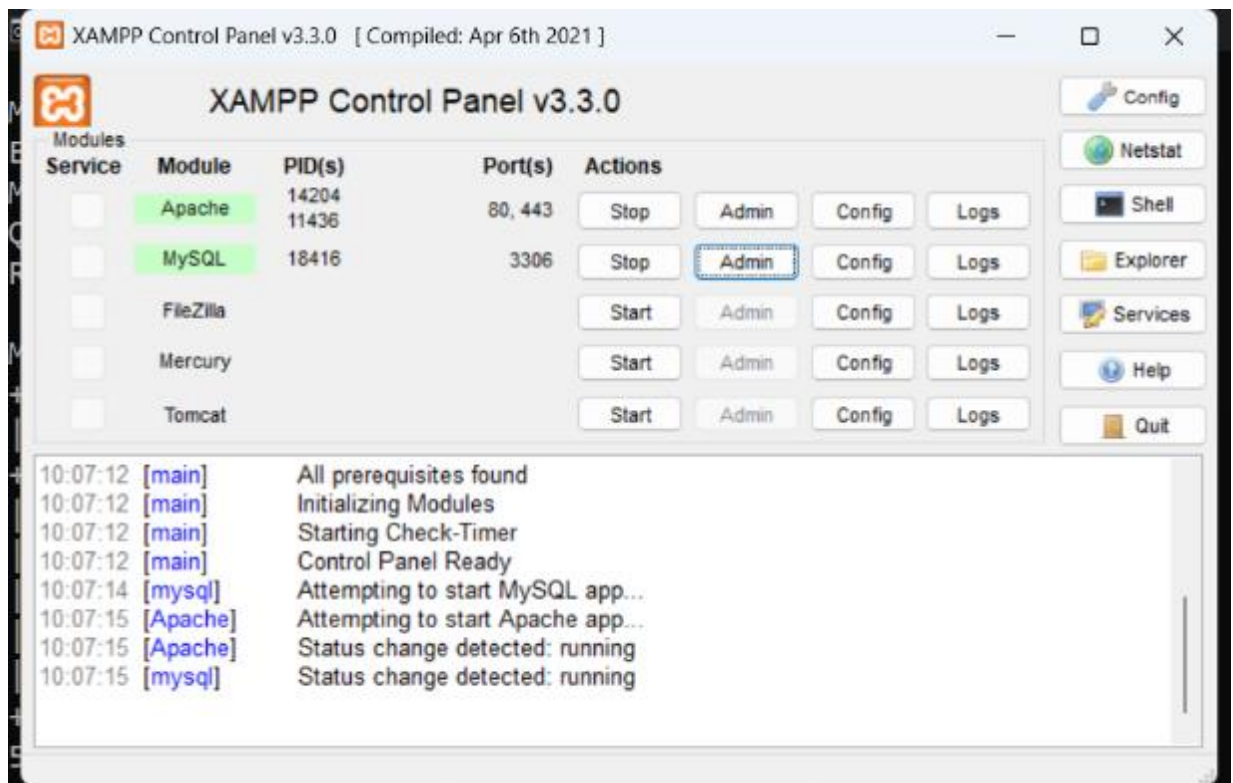 XAMPP Control Panel v3.3.0 [ Compiled: Apr 6th 2021 ]
XAMPP Control Panel v3.3.0
Config
Modules
Service Module PID(s) Port(s) Actions
Netstat
Apache 14204 11436 80, 443 Stop Admin Config Logs
Shell
MySQL 18416 3306 Stop Admin Config Logs
Explorer
FileZilla Start Admin Config Logs
Services
Mercury Start Admin Config Logs
Help
Tomcat Start Admin Config Logs
Quit
10:07:12 [main] All prerequisites found
10:07:12 [main] Initializing Modules
10:07:12 [main] Starting Check-Timer
10:07:12 [main] Control Panel Ready
10:07:14 [mysql] Attempting to start MySQL app...
10:07:15 [Apache] Attempting to start Apache app...
10:07:15 [Apache] Status change detected: running
10:07:15 [mysql] Status change detected: running